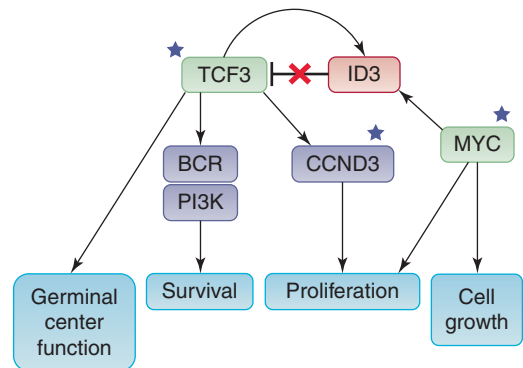 TCF3
ID3
MYC
BCR
CCND3
PI3K
Germinal
center
function
Survival
Proliferation
Cell
growth